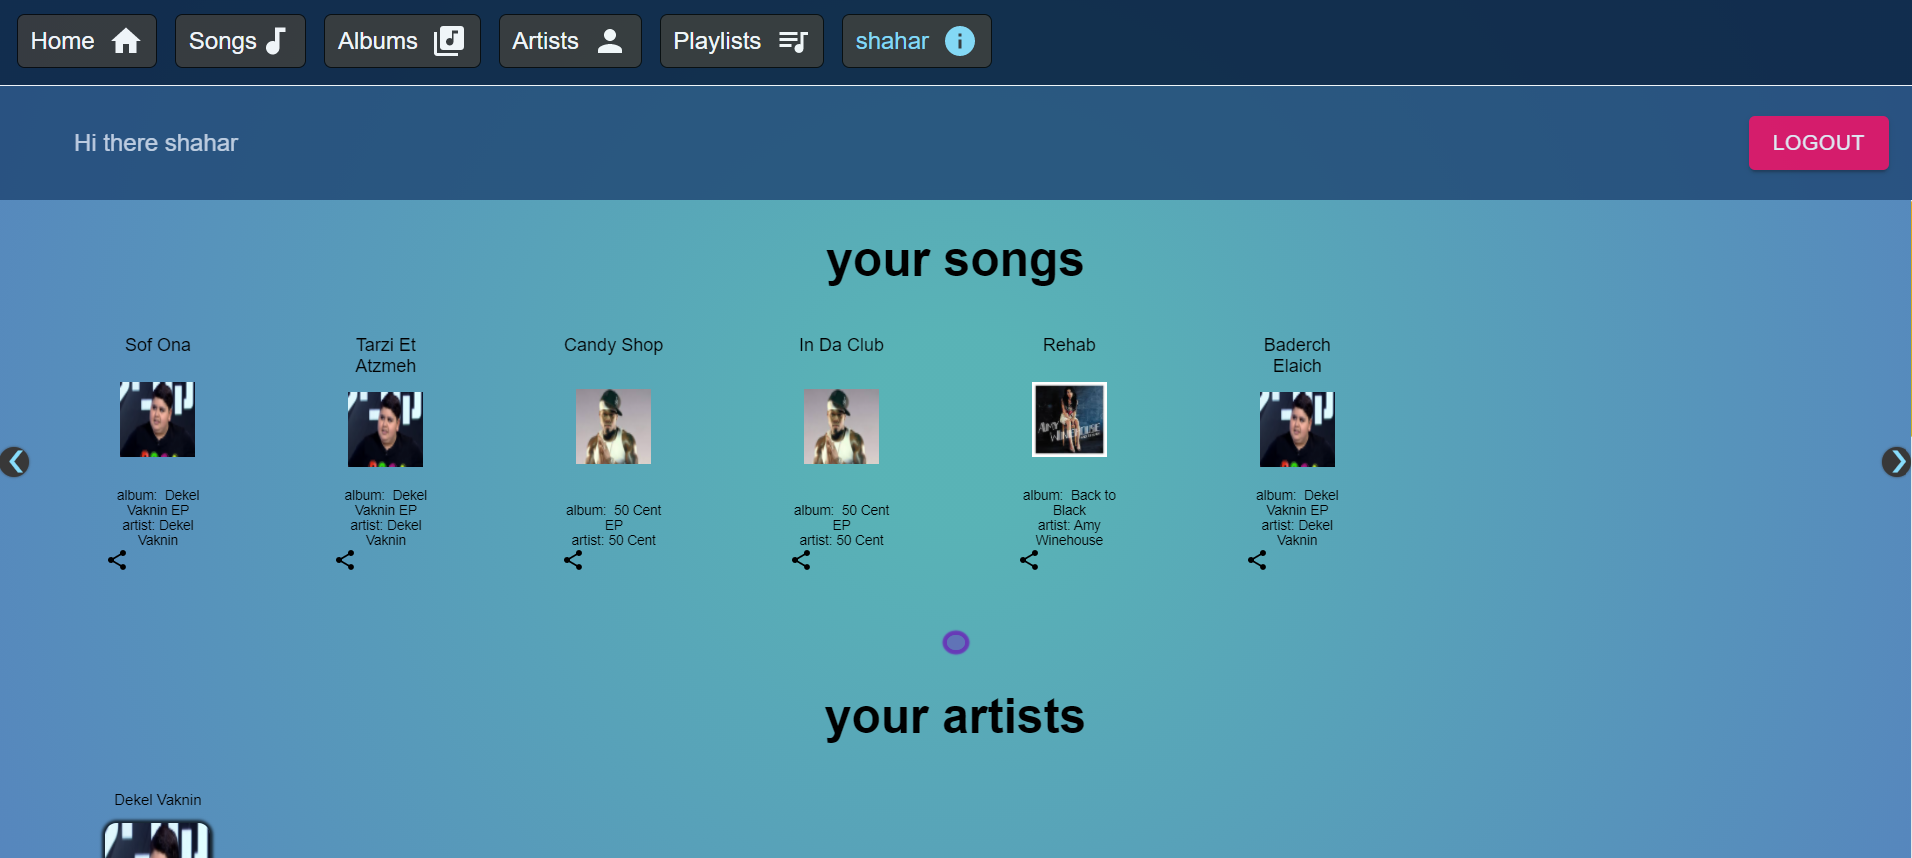 Home
Songs
Albums
Artists
Playlists
shahar
Hi there shahar
LOGOUT
your songs
Sof Ona
album:  Dekel
Vaknin EP
artist: Dekel
Vaknin
Tarzi Et
Atzmeh
album:  Dekel
Vaknin EP
artist: Dekel
Vaknin
Candy Shop
album:  50 Cent
EP
artist: 50 Cent
In Da Club
album:  50 Cent
EP
artist: 50 Cent
Rehab
AMY
WINEHOUSE
album:  Back to
Black
artist: Amy
Winehouse
Baderch
Elaich
album:  Dekel
Vaknin EP
artist: Dekel
Vaknin
your artists
Dekel Vaknin